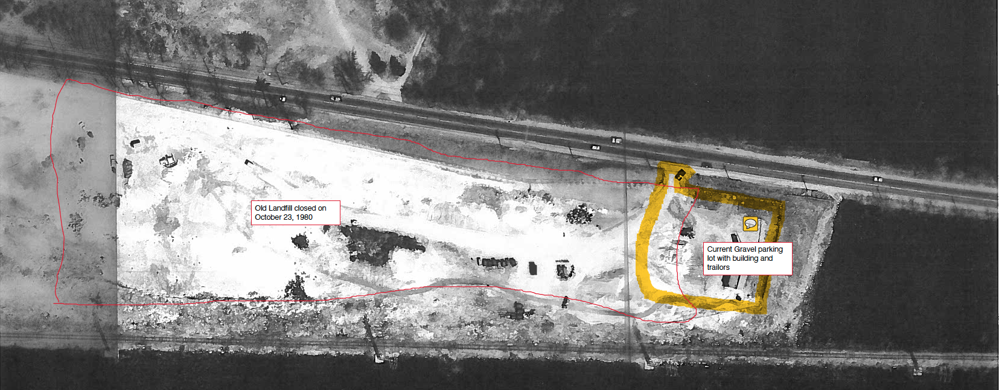 Old Landfill closed on
October 23, 1980
Current Gravel parking
lot with building and
trailors